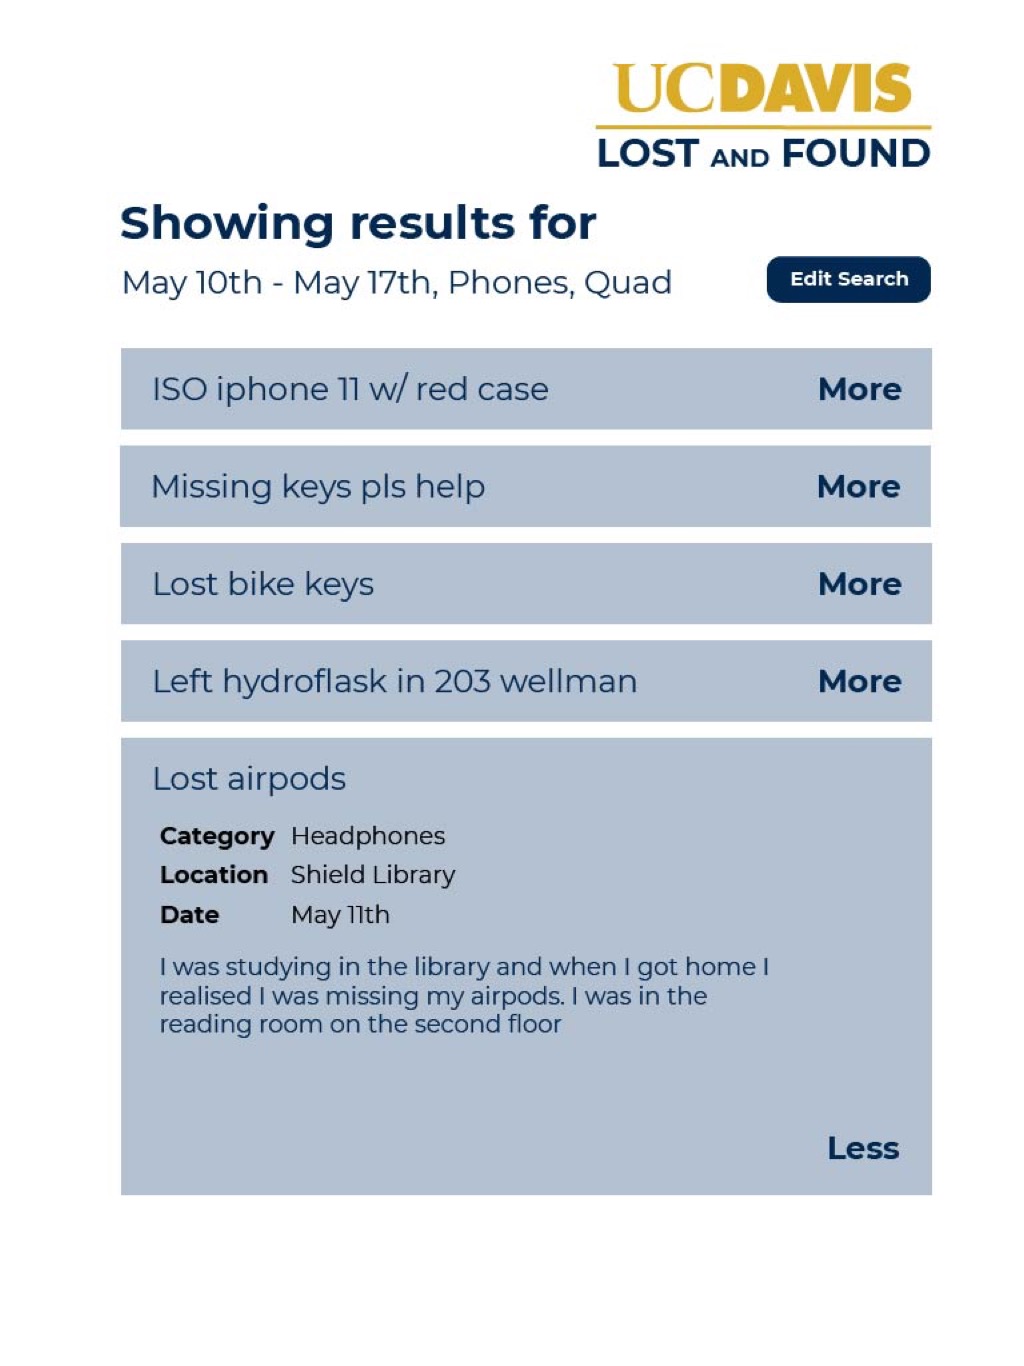 UCDAVIS
LOST AND FOUND
Showing results for
May 10th - May 17th, Phones, Quad
Edit Search
ISO iphone 11 w/ red case More
Missing keys pls help More
Lost bike keys More
Left hydroflask in 203 wellman More
Lost airpods
Category Headphones
Location Shield Library
Date May 11th
I was studying in the library and when I got home I
realised I was missing my airpods. I was in the
reading room on the second floor
Less